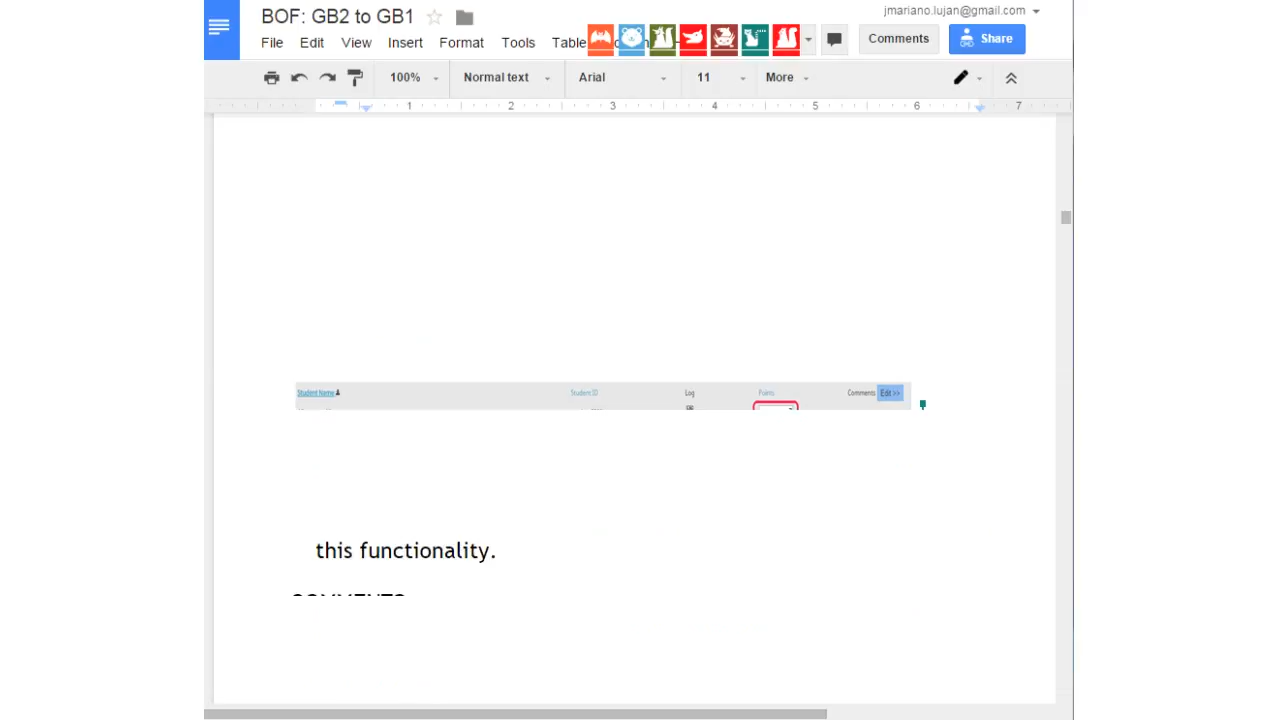 BOF: GB2 to GB1
jmariano.lujan@gmail.com
File Edit View Insert Format Tools Table
Comments Share
100% Normal text Arial 11 More
1 2 3 4 5 6 7
Student Name Student ID Log Points Comments Edit >>
this functionality.